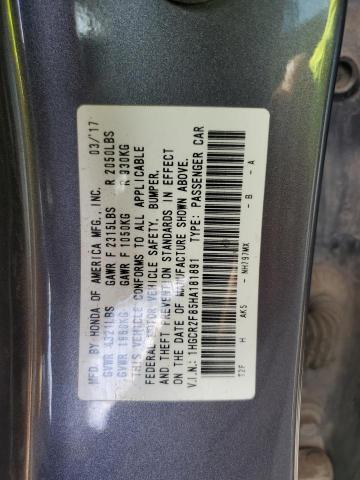 MFD. BY HONDA OF AMERICA MFG., INC. 03/'17
GVWR 4321LBS GAWR F 2315LBS R 2050LBS
GVWR 1960KG GAWR F 1050KG R 930KG
THIS VEHICLE CONFORMS TO ALL APPLICABLE
FEDERAL MOTOR VEHICLE SAFETY, BUMPER,
AND THEFT PREVENTION STANDARDS IN EFFECT
ON THE DATE OF MANUFACTURE SHOWN ABOVE.
V.I.N.: 1HGCR2F85HA181891 TYPE: PASSENGER CAR
T2F H AK5 - NH797MX - B - A